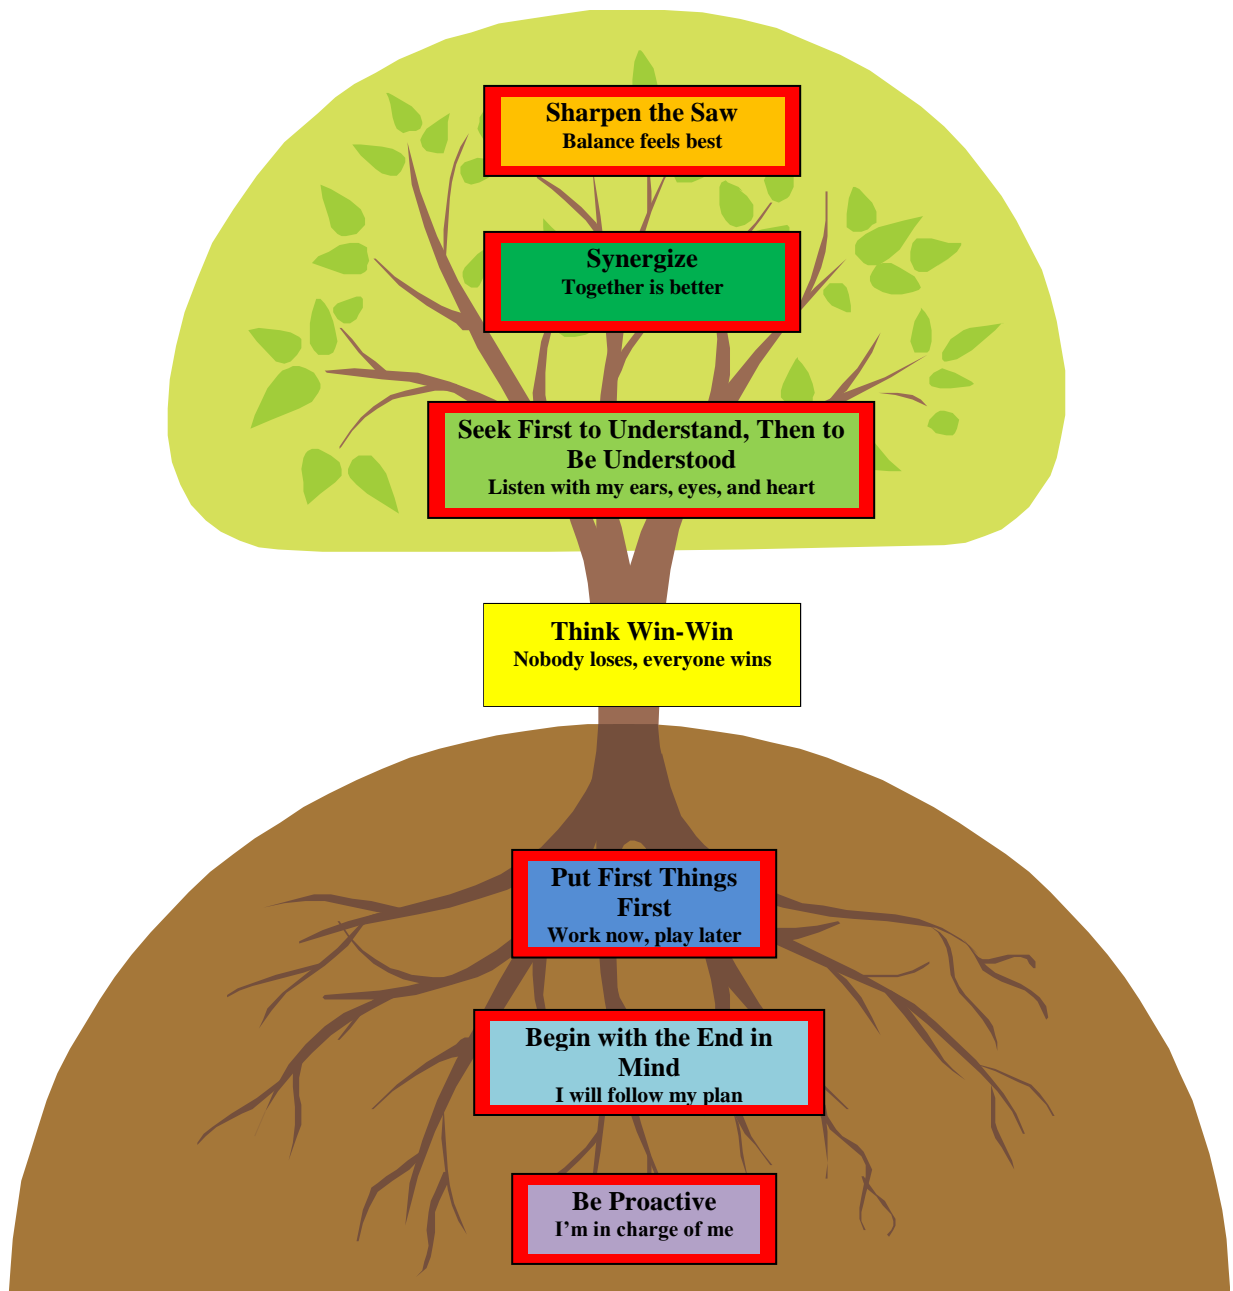 Sharpen the Saw
Balance feels best
Synergize
Together is better
Seek First to Understand, Then to
Be Understood
Listen with my ears, eyes, and heart
Think Win-Win
Nobody loses, everyone wins
Put First Things
First
Work now, play later
Begin with the End in
Mind
I will follow my plan
Be Proactive
I’m in charge of me